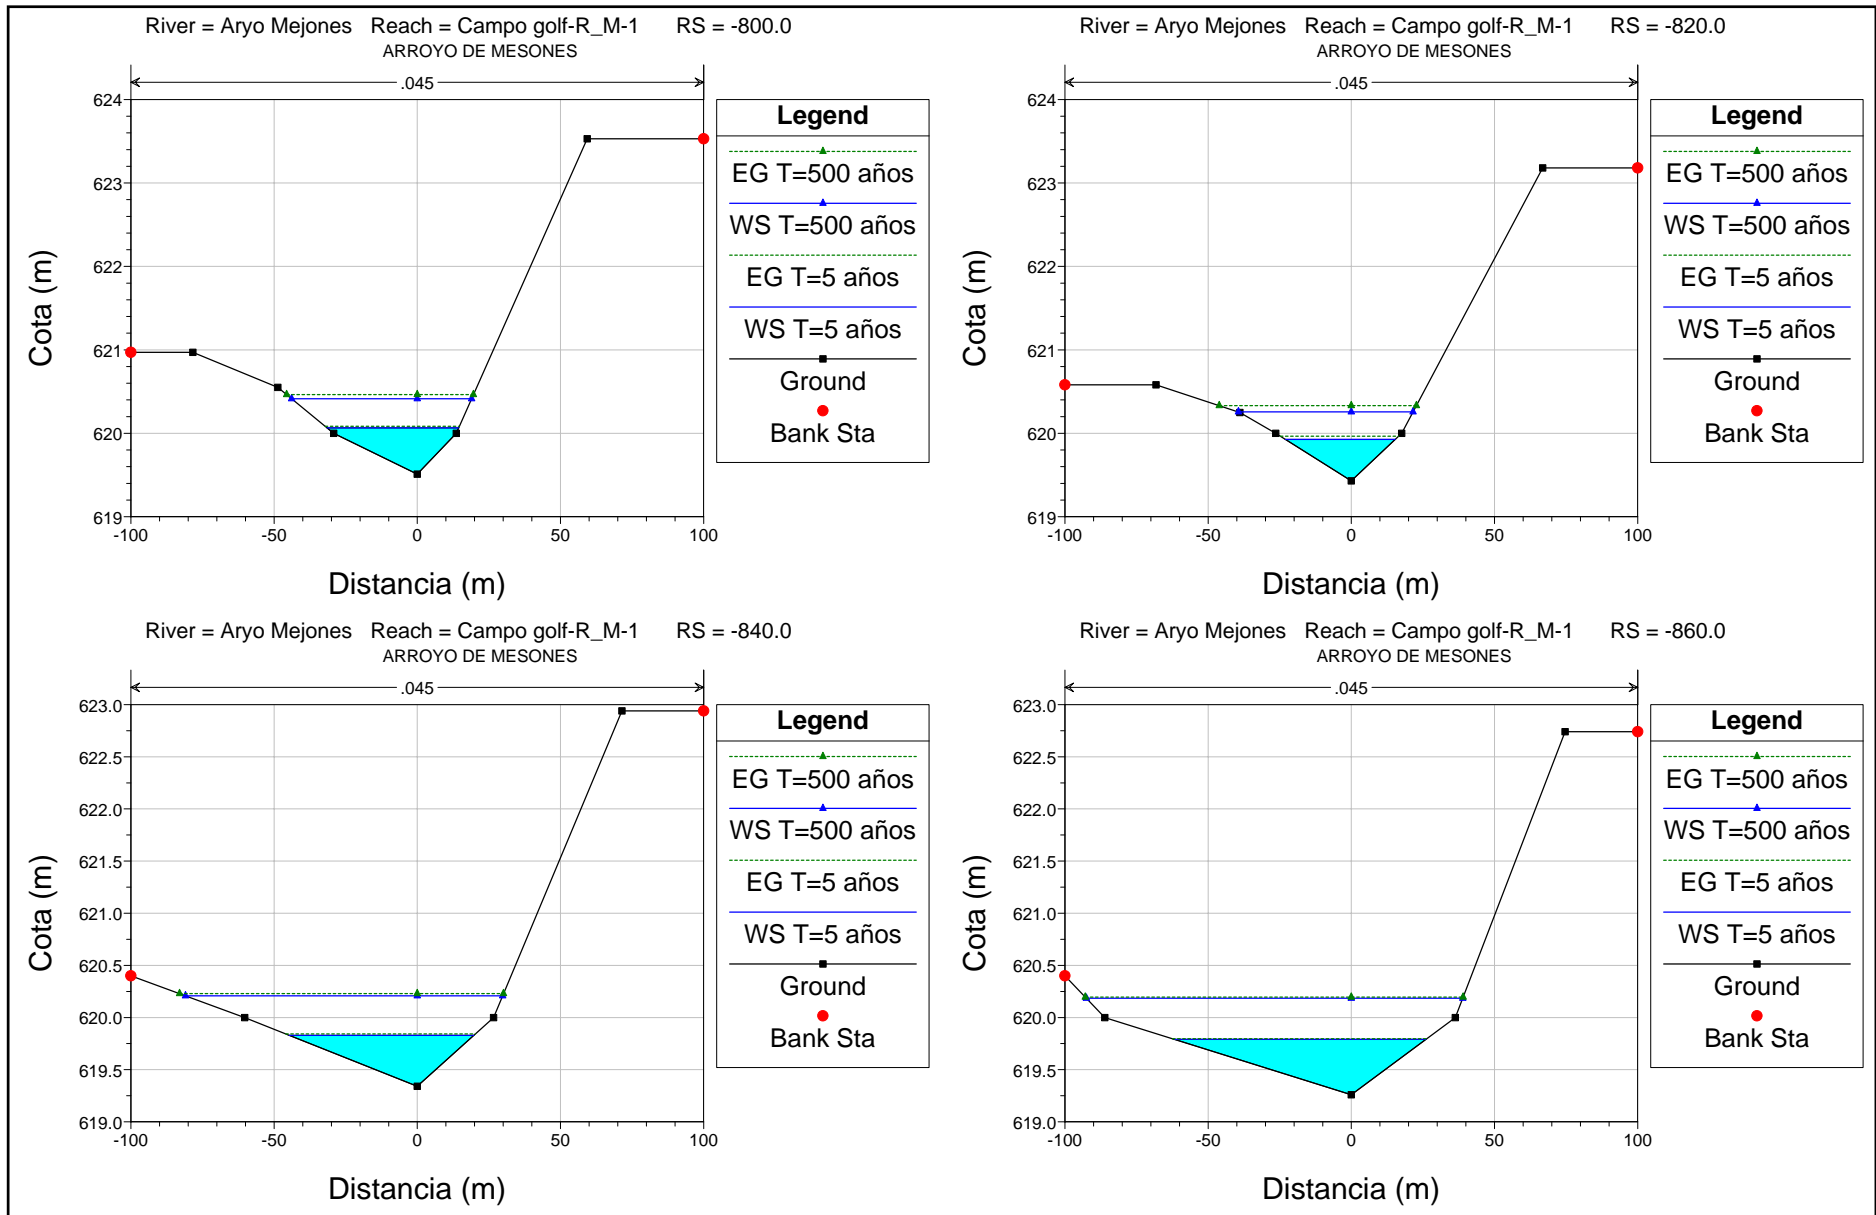 River = Aryo Mejones   Reach = Campo golf-R_M-1   RS = -800.0
ARROYO DE MESONES
.045
624
623
622
621
620
619
Cota (m)
-100 -50 0 50 100
Distancia (m)
Legend
EG T=500 años
WS T=500 años
EG T=5 años
WS T=5 años
Ground
Bank Sta
River = Aryo Mejones   Reach = Campo golf-R_M-1   RS = -820.0
ARROYO DE MESONES
.045
624
623
622
621
620
619
Cota (m)
-100 -50 0 50 100
Distancia (m)
Legend
EG T=500 años
WS T=500 años
EG T=5 años
WS T=5 años
Ground
Bank Sta
River = Aryo Mejones   Reach = Campo golf-R_M-1   RS = -840.0
ARROYO DE MESONES
.045
623.0
622.5
622.0
621.5
621.0
620.5
620.0
619.5
619.0
Cota (m)
-100 -50 0 50 100
Distancia (m)
Legend
EG T=500 años
WS T=500 años
EG T=5 años
WS T=5 años
Ground
Bank Sta
River = Aryo Mejones   Reach = Campo golf-R_M-1   RS = -860.0
ARROYO DE MESONES
.045
623.0
622.5
622.0
621.5
621.0
620.5
620.0
619.5
619.0
Cota (m)
-100 -50 0 50 100
Distancia (m)
Legend
EG T=500 años
WS T=500 años
EG T=5 años
WS T=5 años
Ground
Bank Sta